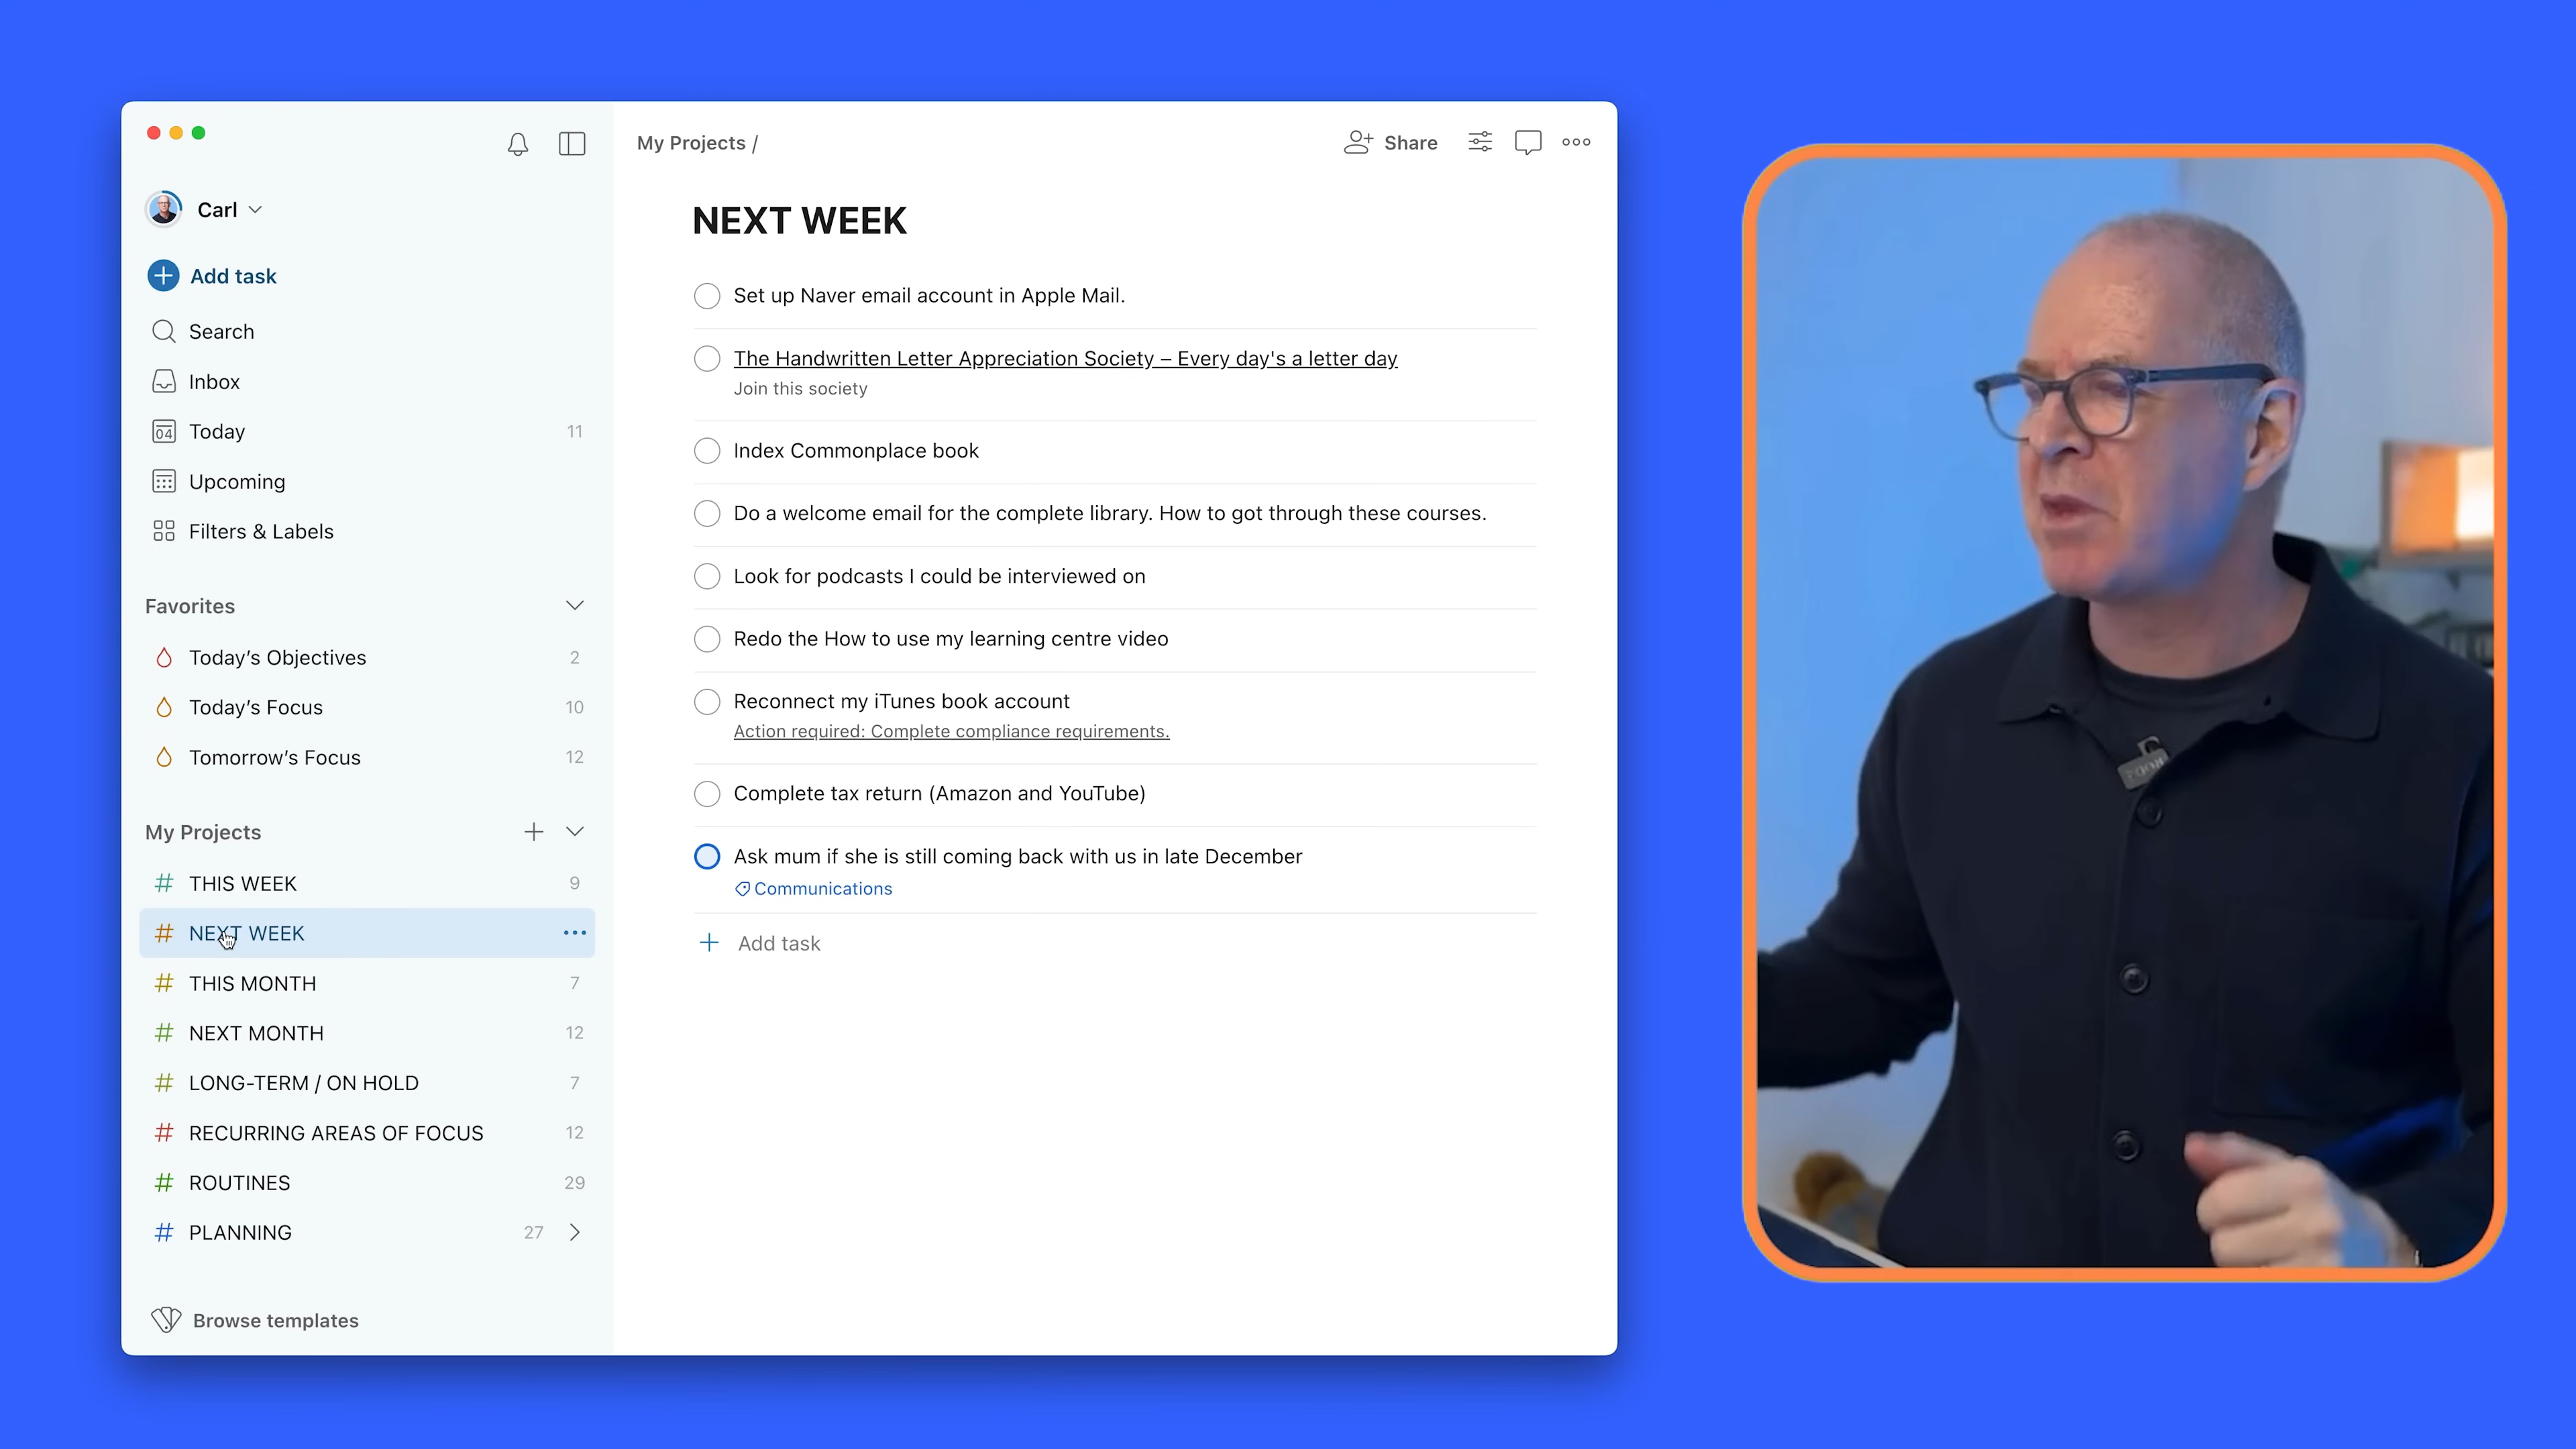 Carl
Add task
Search
Inbox
04
Today 11
Upcoming
Filters & Labels
Favorites
Today's Objectives 2
Today's Focus 10
Tomorrow's Focus 12
My Projects
# THIS WEEK 9
# NEXT WEEK
# THIS MONTH 7
# NEXT MONTH 12
# LONG-TERM / ON HOLD 7
# RECURRING AREAS OF FOCUS 12
# ROUTINES 29
# PLANNING 27
Browse templates
My Projects /
Share
NEXT WEEK
Set up Naver email account in Apple Mail.
The Handwritten Letter Appreciation Society – Every day's a letter day
Join this society
Index Commonplace book
Do a welcome email for the complete library. How to got through these courses.
Look for podcasts I could be interviewed on
Redo the How to use my learning centre video
Reconnect my iTunes book account
Action required: Complete compliance requirements.
Complete tax return (Amazon and YouTube)
Ask mum if she is still coming back with us in late December
Communications
Add task